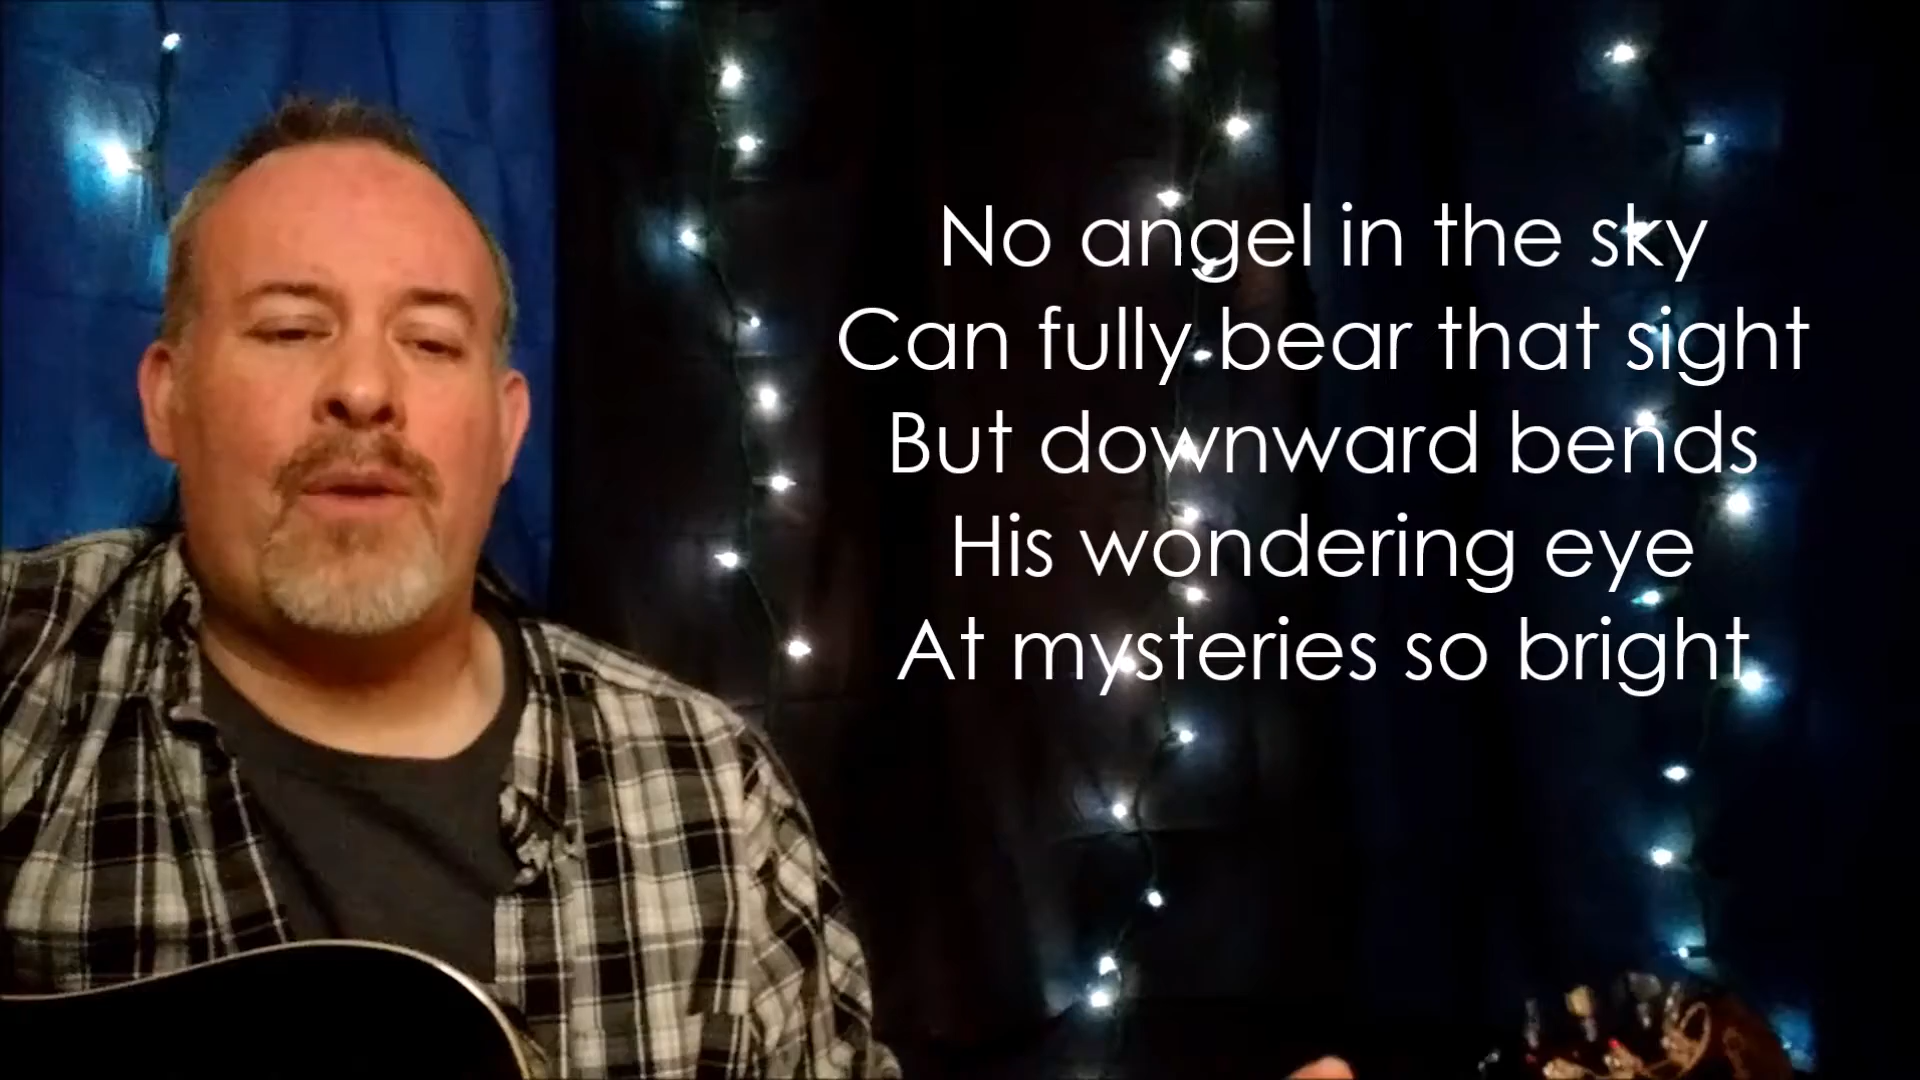 No angel in the sky
Can fully bear that sight
But downward bends
His wondering eye
At mysteries so bright